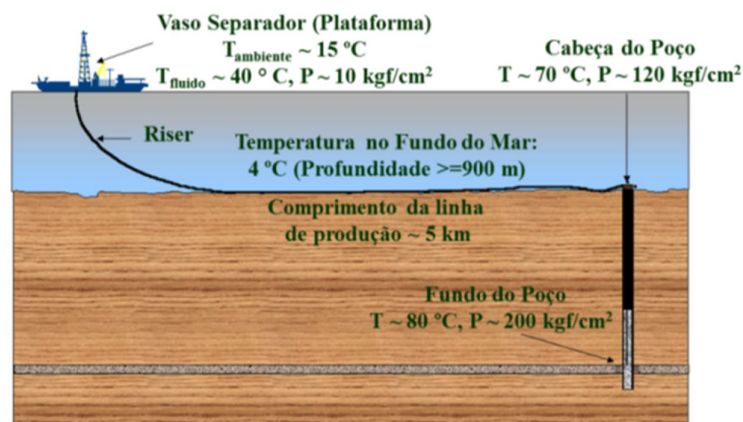 Vaso Separador (Plataforma)
Tambiente ~ 15 ºC
Tfluido ~ 40 ° C, P ~ 10 kgf/cm²
Cabeça do Poço
T ~ 70 ºC, P ~ 120 kgf/cm²
Riser
Temperatura no Fundo do Mar:
4 ºC (Profundidade >=900 m)
Comprimento da linha
de produção ~ 5 km
Fundo do Poço
T ~ 80 ºC, P ~ 200 kgf/cm²